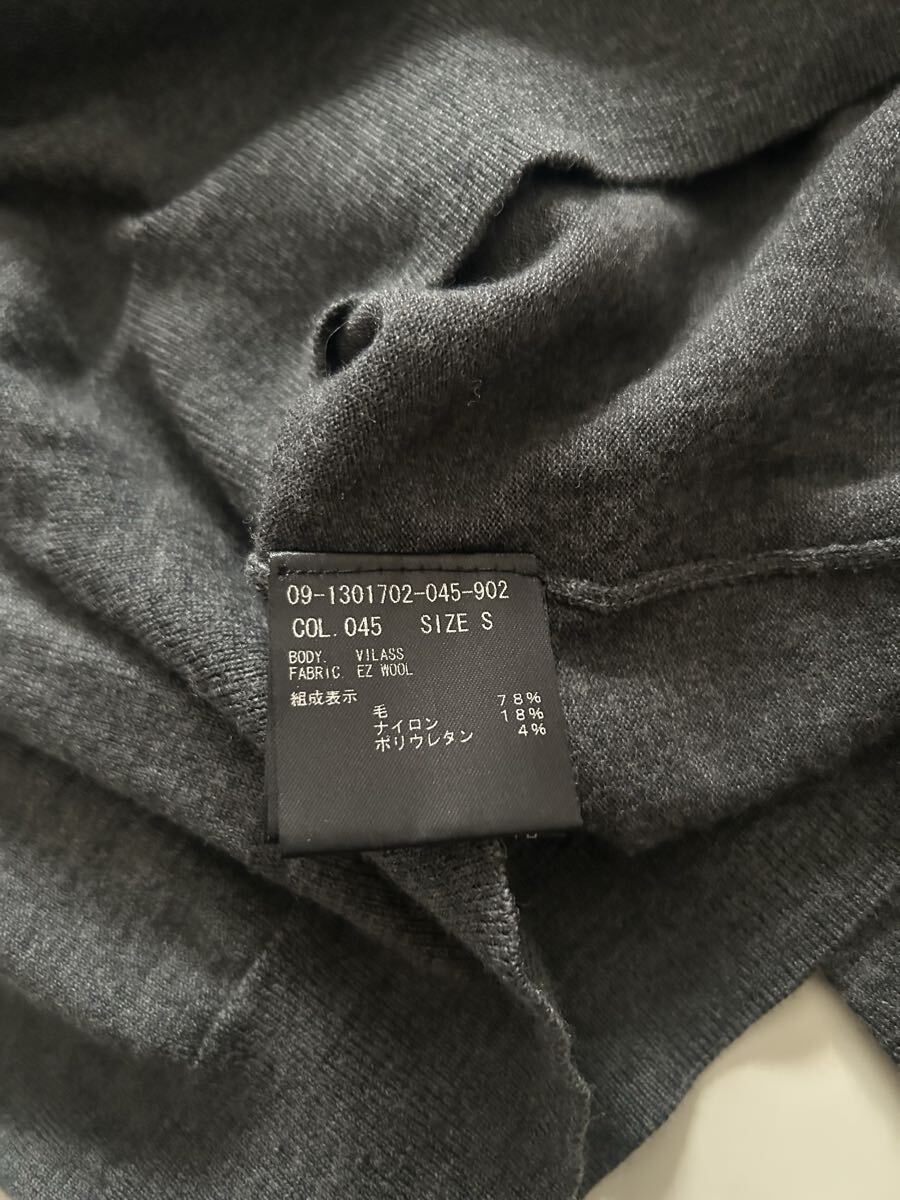 09-1301702-045-902
COL.045 SIZE S
BODY. VILASS
FABRIC EZ WOOL
組成表示
毛 78%
ナイロン 18%
ポリウレタン 4%